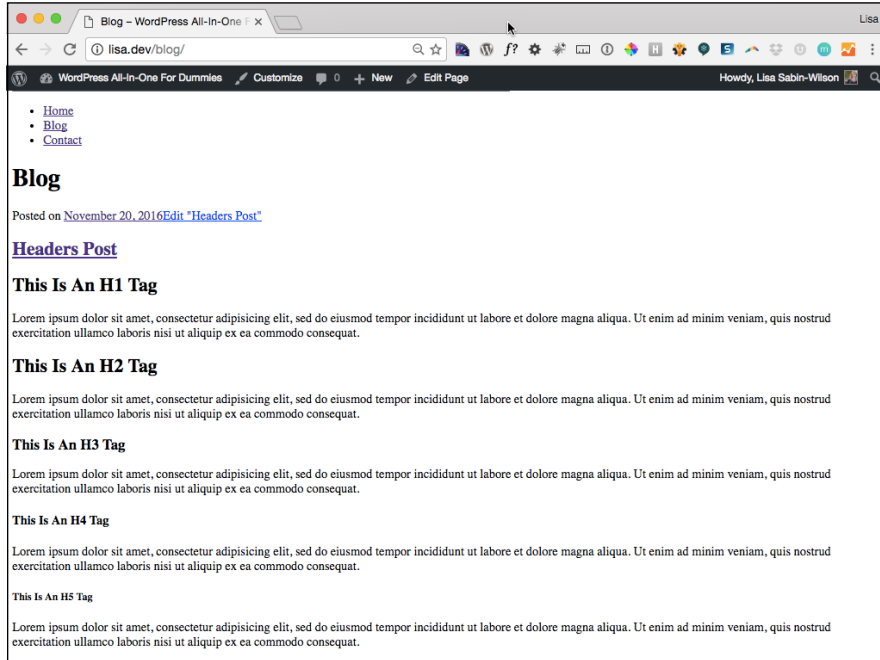 Blog – WordPress All-In-One F
Lisa
lisa.dev/blog/
WordPress All-In-One For Dummies Customize 0 New Edit Page Howdy, Lisa Sabin-Wilson
Home
Blog
Contact
Blog
Posted on November 20, 2016Edit "Headers Post"
Headers Post
This Is An H1 Tag
Lorem ipsum dolor sit amet, consectetur adipisicing elit, sed do eiusmod tempor incididunt ut labore et dolore magna aliqua. Ut enim ad minim veniam, quis nostrud
exercitation ullamco laboris nisi ut aliquip ex ea commodo consequat.
This Is An H2 Tag
Lorem ipsum dolor sit amet, consectetur adipisicing elit, sed do eiusmod tempor incididunt ut labore et dolore magna aliqua. Ut enim ad minim veniam, quis nostrud
exercitation ullamco laboris nisi ut aliquip ex ea commodo consequat.
This Is An H3 Tag
Lorem ipsum dolor sit amet, consectetur adipisicing elit, sed do eiusmod tempor incididunt ut labore et dolore magna aliqua. Ut enim ad minim veniam, quis nostrud
exercitation ullamco laboris nisi ut aliquip ex ea commodo consequat.
This Is An H4 Tag
Lorem ipsum dolor sit amet, consectetur adipisicing elit, sed do eiusmod tempor incididunt ut labore et dolore magna aliqua. Ut enim ad minim veniam, quis nostrud
exercitation ullamco laboris nisi ut aliquip ex ea commodo consequat.
This Is An H5 Tag
Lorem ipsum dolor sit amet, consectetur adipisicing elit, sed do eiusmod tempor incididunt ut labore et dolore magna aliqua. Ut enim ad minim veniam, quis nostrud
exercitation ullamco laboris nisi ut aliquip ex ea commodo consequat.